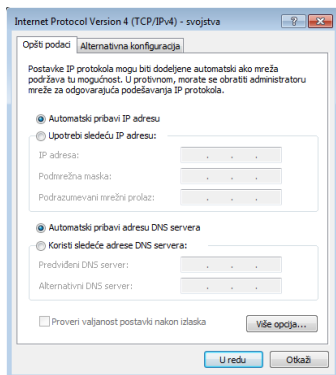 Internet Protocol Version 4 (TCP/IPv4) - svojstva
Opšti podaci Alternativna konfiguracija
Postavke IP protokola mogu biti dodeljene automatski ako mreža
podržava tu mogućnost. U protivnom, morate se obratiti administratoru
mreže za odgovarajuća podešavanja IP protokola.
Automatski pribavi IP adresu
Upotrebi sledeću IP adresu:
IP adresa:
Podmrežna maska:
Podrazumevani mrežni prolaz:
Automatski pribavi adresu DNS servera
Koristi sledeće adrese DNS servera:
Predviđeni DNS server:
Alternativni DNS server:
Proveri valjanost postavki nakon izlaska
Više opcija...
U redu Otkaži